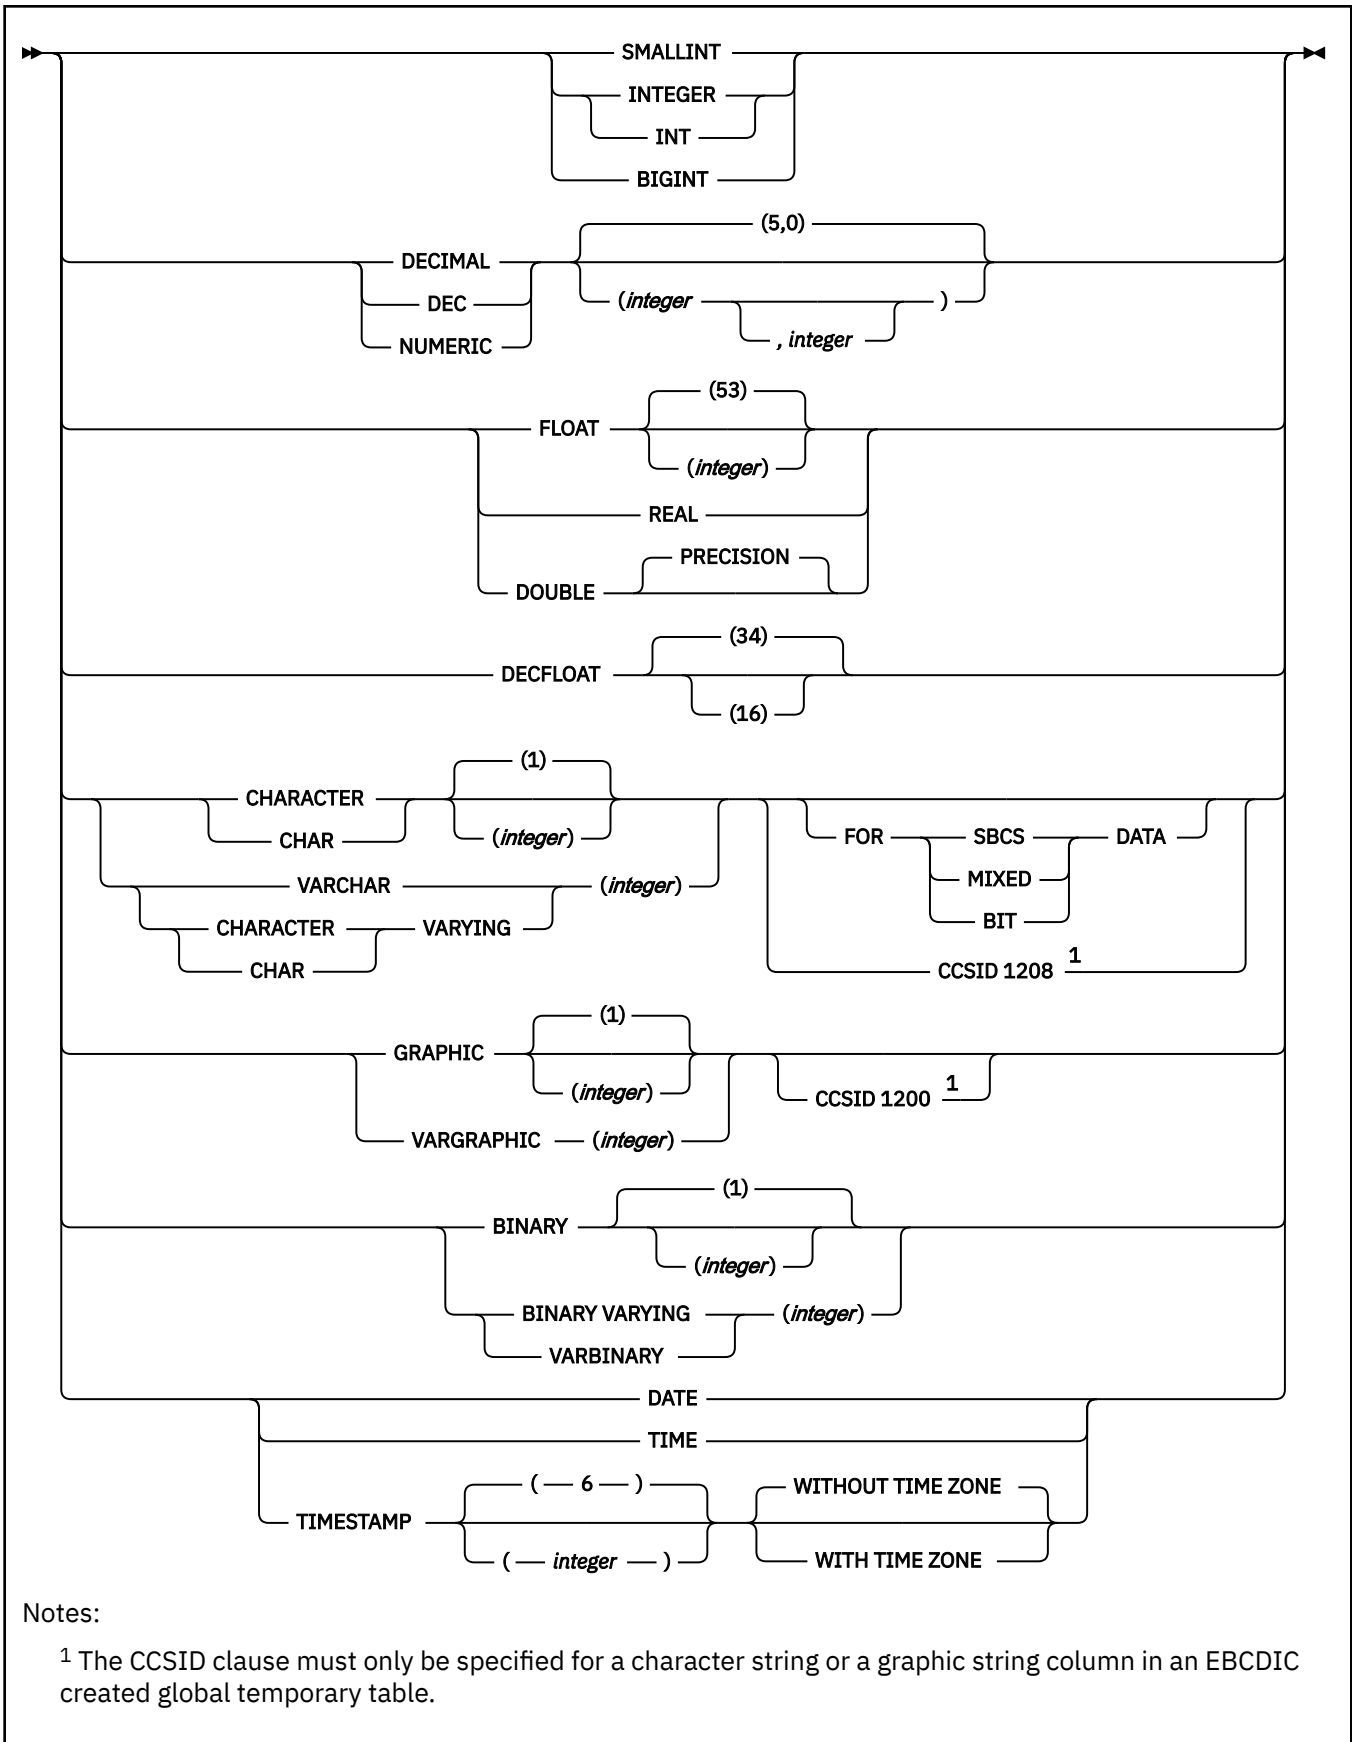 SMALLINT
INTEGER
INT
BIGINT
(5,0)
DECIMAL
(integer )
DEC
, integer
NUMERIC
(53)
FLOAT
(integer)
REAL
PRECISION
DOUBLE
(34)
DECFLOAT
(16)
(1)
CHARACTER
CHAR (integer) FOR SBCS DATA
VARCHAR (integer) MIXED
CHARACTER VARYING BIT
CHAR CCSID 1208 1
(1)
GRAPHIC
(integer) CCSID 1200 1
VARGRAPHIC (integer)
(1)
BINARY
(integer)
BINARY VARYING (integer)
VARBINARY
DATE
TIME
( 6 ) WITHOUT TIME ZONE
TIMESTAMP
( integer ) WITH TIME ZONE
Notes:
1 The CCSID clause must only be specified for a character string or a graphic string column in an EBCDIC
created global temporary table.